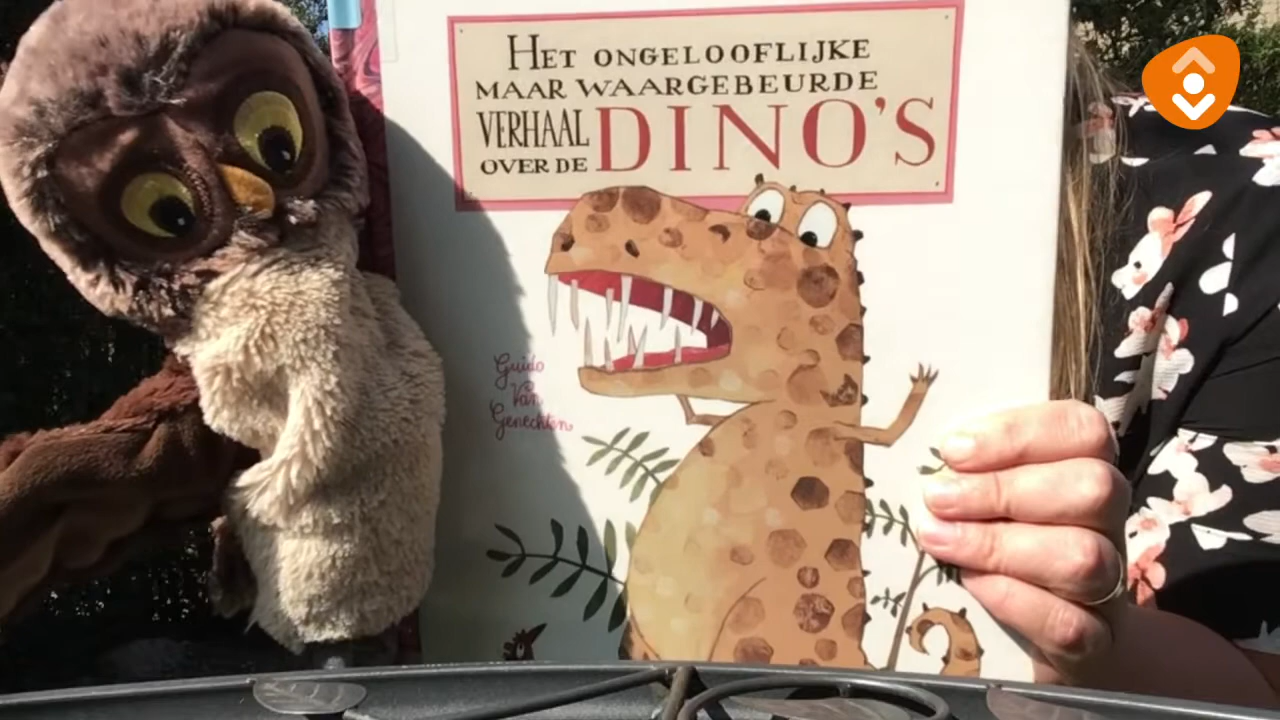 HET ONGELOOFLIJKE
MAAR WAARGEBEURDE
VERHAAL
OVER DE DINO'S
Guido
Van
Genechten